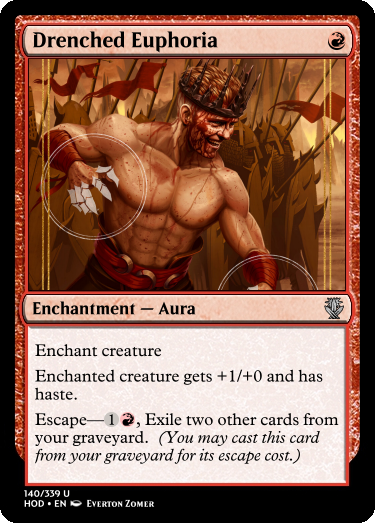 Drenched Euphoria
Enchantment — Aura
Enchant creature
Enchanted creature gets +1/+0 and has
haste.
Escape—1R, Exile two other cards from
your graveyard. (You may cast this card
from your graveyard for its escape cost.)
140/339 U
HOD • EN Everton Zomer